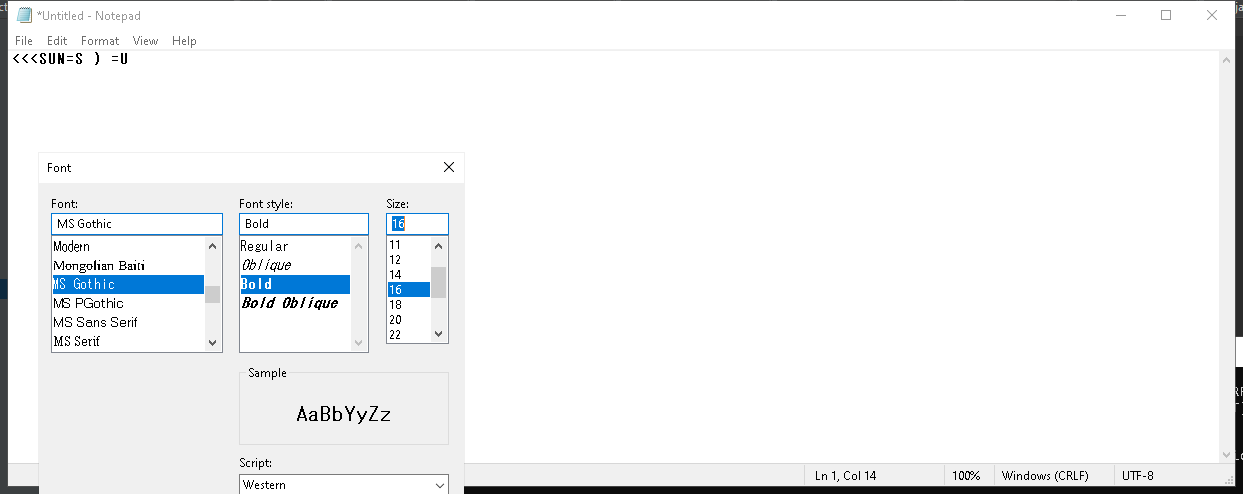 *Untitled - Notepad
File Edit Format View Help
<<<SUN=S ) =U
Font
Font: Font style: Size:
MS Gothic Bold 16
Modern Regular 11
Mongolian Baiti Oblique 12
MS Gothic Bold 14
MS PGothic Bold Oblique 16
MS Sans Serif 18
MS Serif 20
22
Sample
AaBbYyZz
Script:
Western
Ln 1, Col 14 100% Windows (CRLF) UTF-8